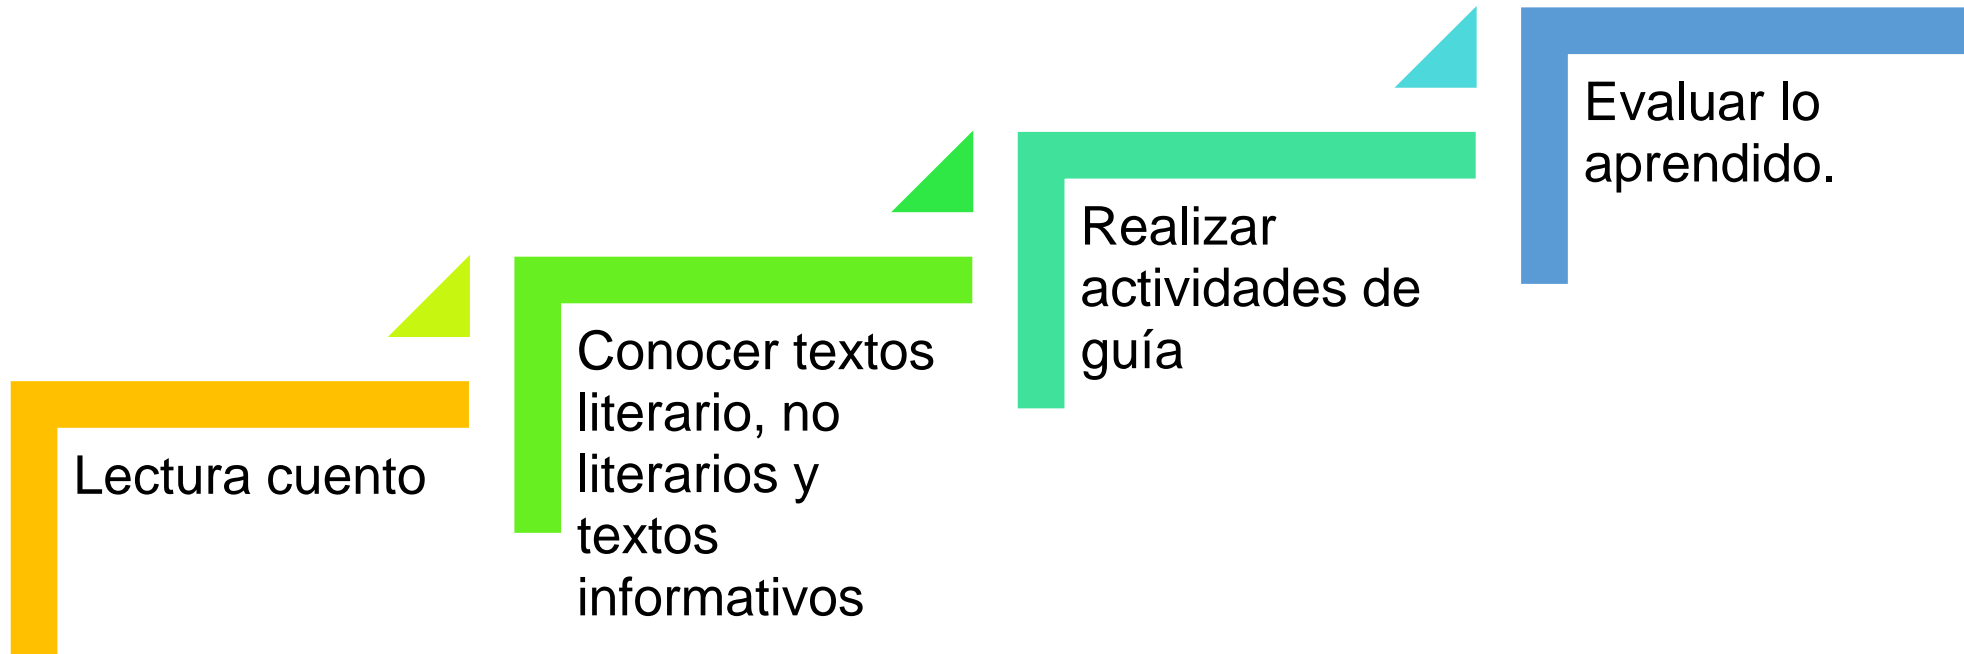 Lectura cuento
Conocer textos
literario, no
literarios y
textos
informativos
Realizar
actividades de
guía
Evaluar lo
aprendido.